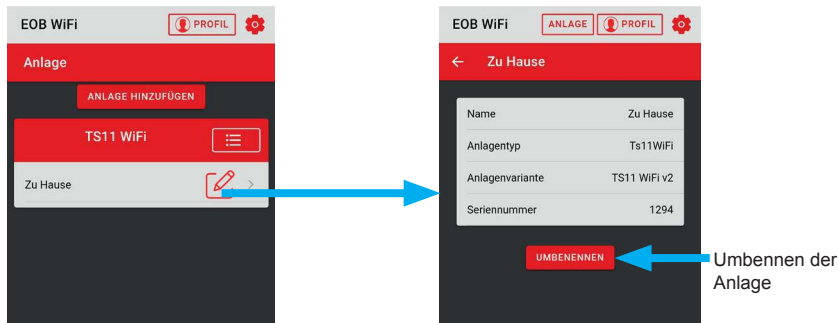 EOB WiFi
PROFIL
Anlage
ANLAGE HINZUFÜGEN
TS11 WiFi
Zu Hause
EOB WiFi
ANLAGE
PROFIL
Zu Hause
Name Zu Hause
Anlagentyp Ts11WiFi
Anlagenvariante TS11 WiFi v2
Seriennummer 1294
UMBENENNEN
Umbennen der
Anlage